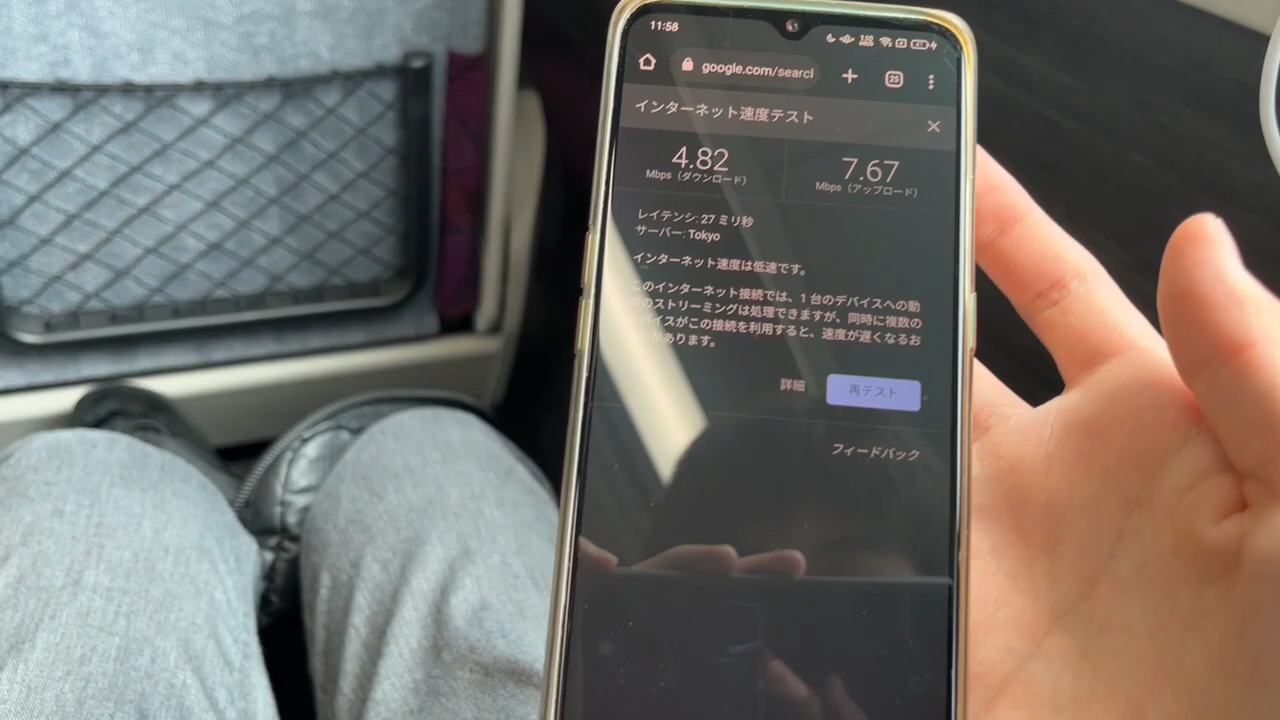 11:58
google.com/searcl
25
インターネット速度テスト
4.82
Mbps（ダウンロード）
7.67
Mbps（アップロード）
レイテンシ: 27 ミリ秒
サーバー: Tokyo
インターネット速度は低速です。
このインターネット接続では、1 台のデバイスへの動
のストリーミングは処理できますが、同時に複数の
イスがこの接続を利用すると、速度が遅くなるお
があります。
詳細
再テスト
フィードバック